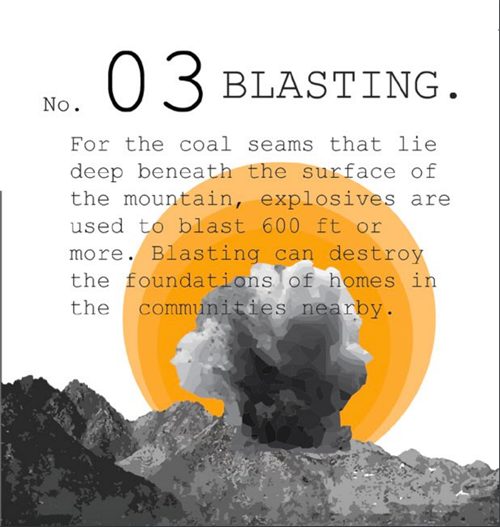 No. 03 BLASTING.
For the coal seams that lie
deep beneath the surface of
the mountain, explosives are
used to blast 600 ft or
more. Blasting can destroy
the foundations of homes in
the communities nearby.